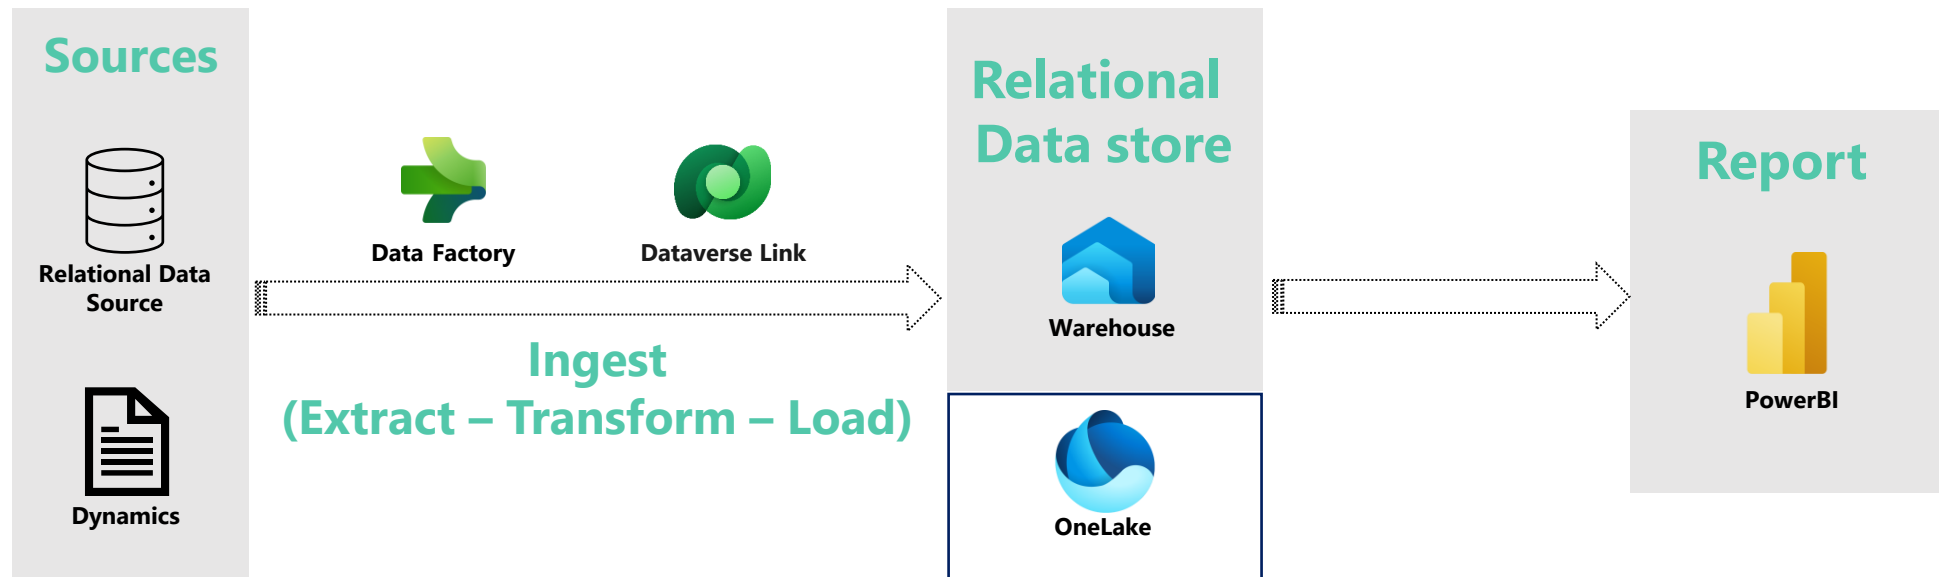 Sources
Relational Data
Source
Dynamics
Data Factory
Dataverse Link
Ingest
(Extract – Transform – Load)
Relational
Data store
Warehouse
OneLake
Report
PowerBI